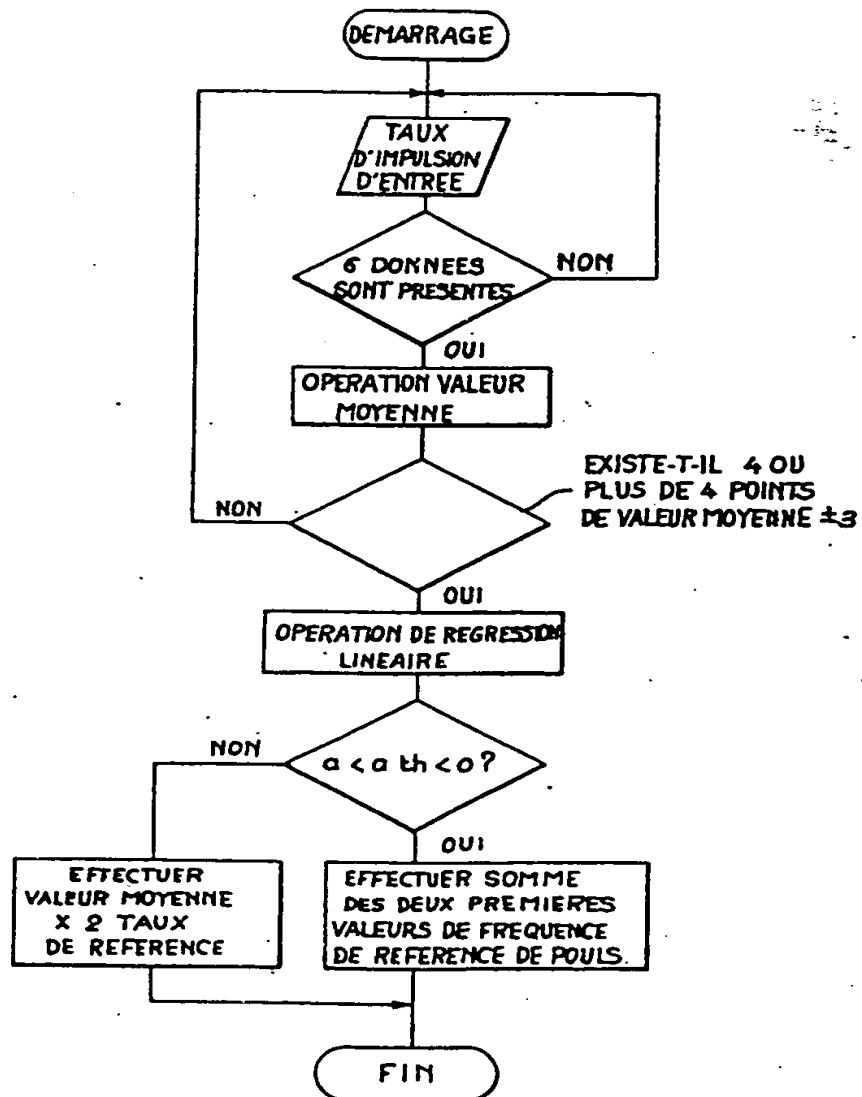 DEMARRAGE
TAUX
D'IMPULSION
D'ENTREE
6 DONNEES
SONT PRESENTES
NON
OUI
OPERATION VALEUR
MOYENNE
EXISTE-T-IL 4 OU
PLUS DE 4 POINTS
DE VALEUR MOYENNE ±3
NON
OUI
OPERATION DE REGRESSION
LINEAIRE
NON
a < a th < o ?
OUI
EFFECTUER
VALEUR MOYENNE
X 2 TAUX
DE REFERENCE
EFFECTUER SOMME
DES DEUX PREMIERES
VALEURS DE FREQUENCE
DE REFERENCE DE POULS.
FIN